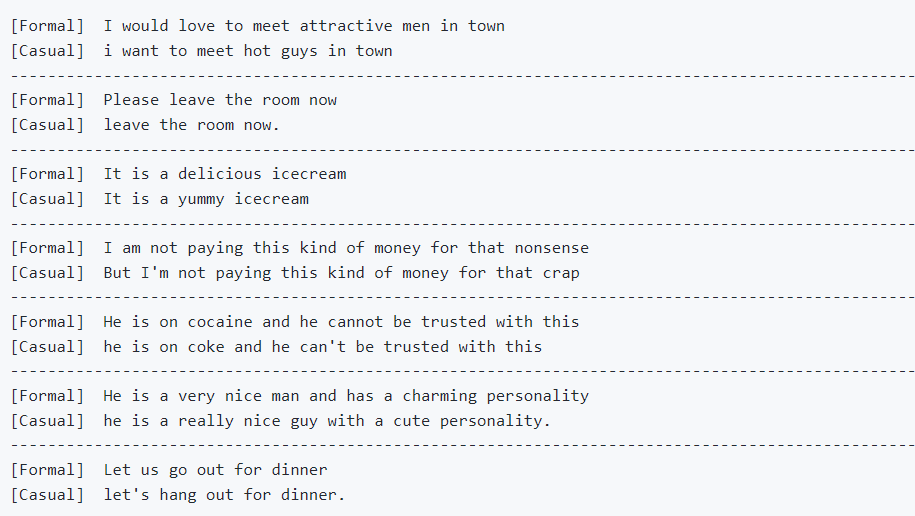 [Formal]  I would love to meet attractive men in town
[Casual]  i want to meet hot guys in town
----------------------------------------------------------------------------------------------------
[Formal]  Please leave the room now
[Casual]  leave the room now.
----------------------------------------------------------------------------------------------------
[Formal]  It is a delicious icecream
[Casual]  It is a yummy icecream
----------------------------------------------------------------------------------------------------
[Formal]  I am not paying this kind of money for that nonsense
[Casual]  But I'm not paying this kind of money for that crap
----------------------------------------------------------------------------------------------------
[Formal]  He is on cocaine and he cannot be trusted with this
[Casual]  he is on coke and he can't be trusted with this
----------------------------------------------------------------------------------------------------
[Formal]  He is a very nice man and has a charming personality
[Casual]  he is a really nice guy with a cute personality.
----------------------------------------------------------------------------------------------------
[Formal]  Let us go out for dinner
[Casual]  let's hang out for dinner.